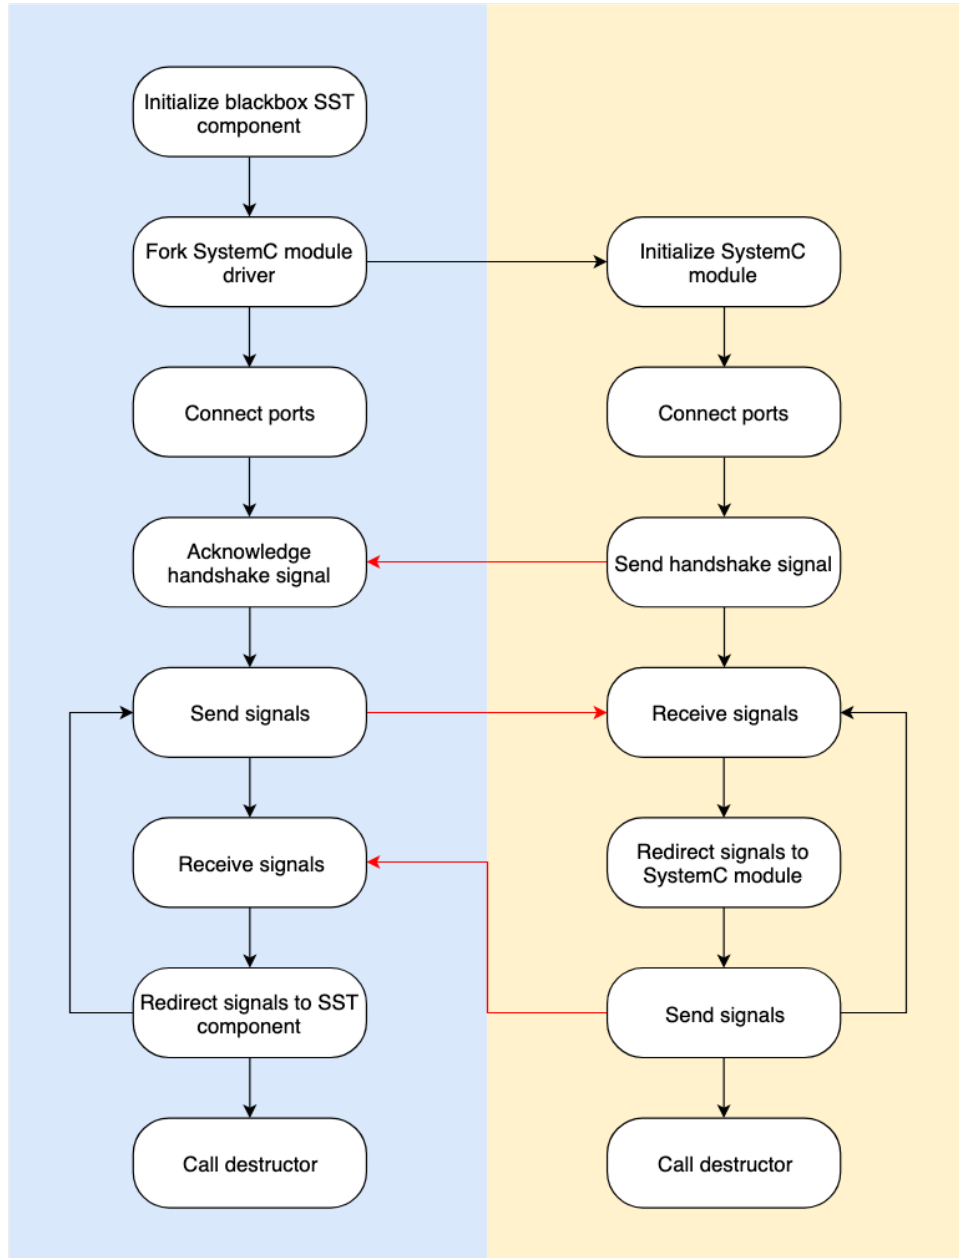 Initialize blackbox SST
component
Fork SystemC module
driver
Initialize SystemC
module
Connect ports
Connect ports
Acknowledge
handshake signal
Send handshake signal
Send signals
Receive signals
Receive signals
Redirect signals to
SystemC module
Redirect signals to SST
component
Send signals
Call destructor
Call destructor